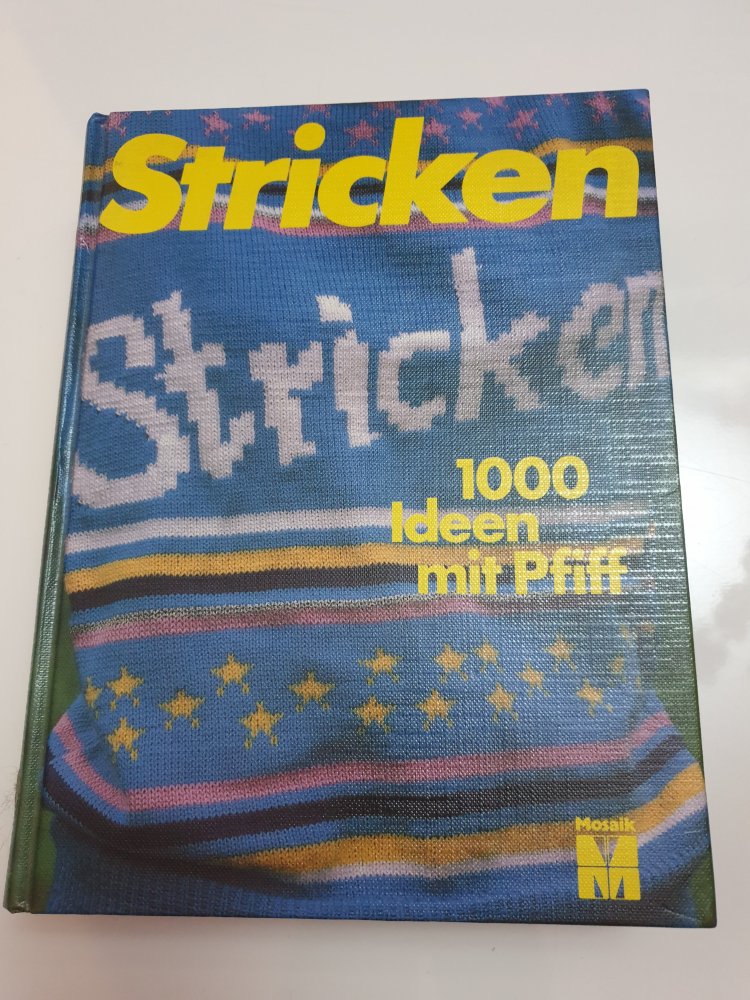 Stricken
Stricken
1000
Ideen
mit Pfiff
Mosaik
M